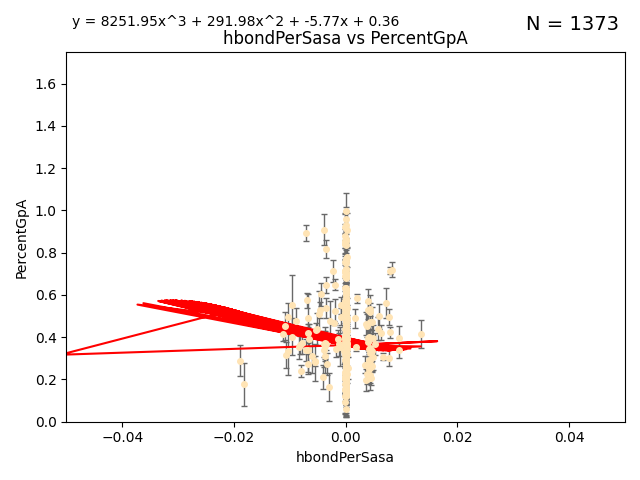 y = 8251.95x^3 + 291.98x^2 + -5.77x + 0.36
N = 1373
hbondPerSasa vs PercentGpA
PercentGpA
1.6
1.4
1.2
1.0
0.8
0.6
0.4
0.2
0.0
−0.04 −0.02 0.00 0.02 0.04
hbondPerSasa